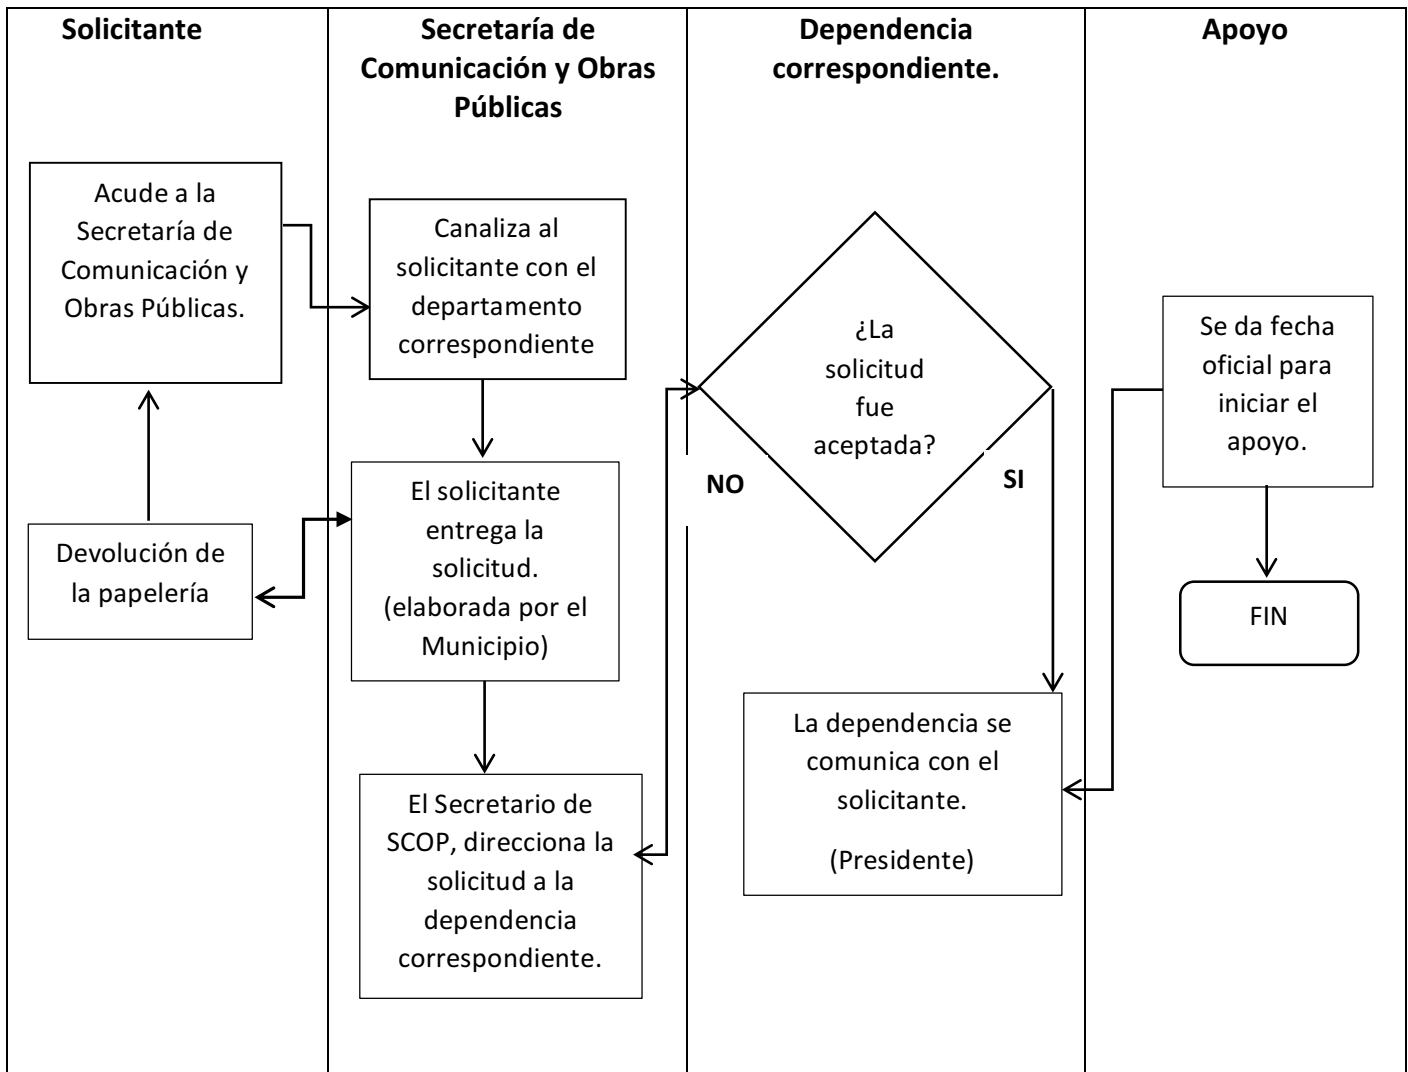 Solicitante
Secretaría de
Comunicación y Obras
Públicas
Dependencia
correspondiente.
Apoyo
Acude a la
Secretaría de
Comunicación y
Obras Públicas.
Devolución de
la papelería
Canaliza al
solicitante con el
departamento
correspondiente
El solicitante
entrega la
solicitud.
(elaborada por el
Municipio)
El Secretario de
SCOP, direcciona la
solicitud a la
dependencia
correspondiente.
¿La
solicitud
fue
aceptada?
NO
SI
La dependencia se
comunica con el
solicitante.
(Presidente)
Se da fecha
oficial para
iniciar el
apoyo.
FIN